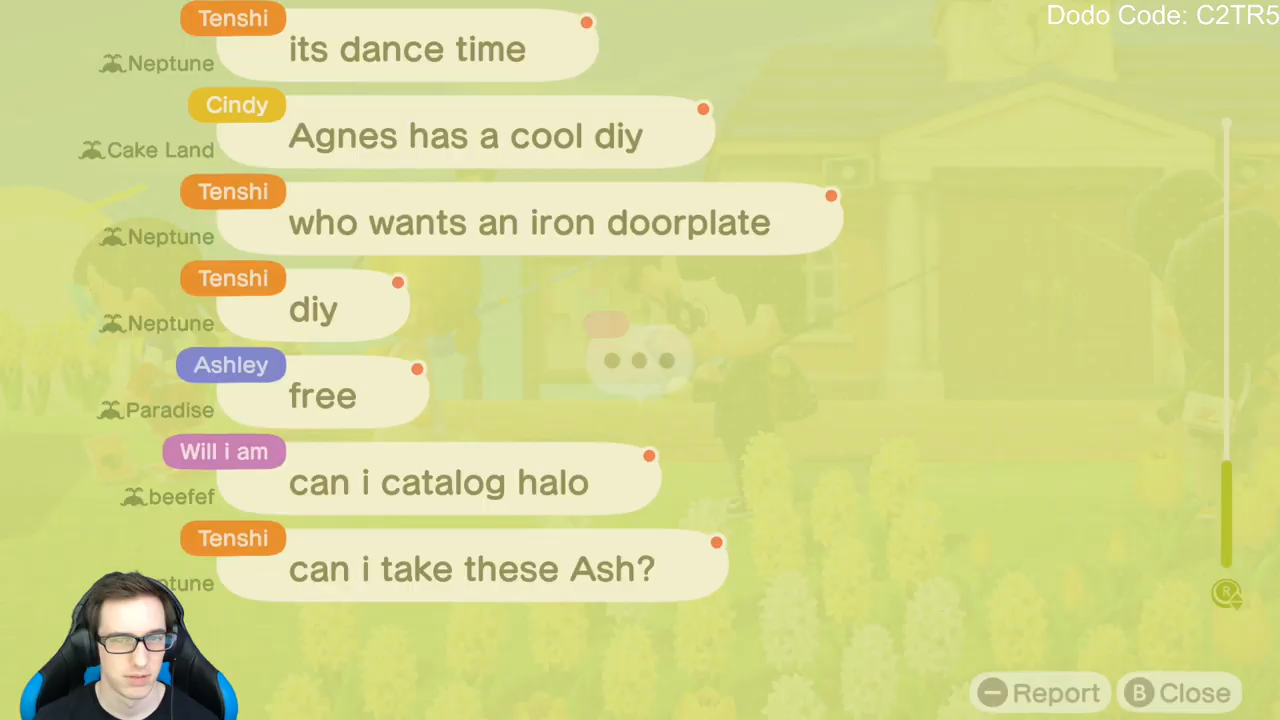 Dodo Code: C2TR5
Tenshi
its dance time
Neptune
Cindy
Agnes has a cool diy
Cake Land
Tenshi
who wants an iron doorplate
Neptune
Tenshi
diy
Neptune
Ashley
free
Paradise
Will i am
can i catalog halo
beefef
Tenshi
can i take these Ash?
ptune
R
Report
B Close